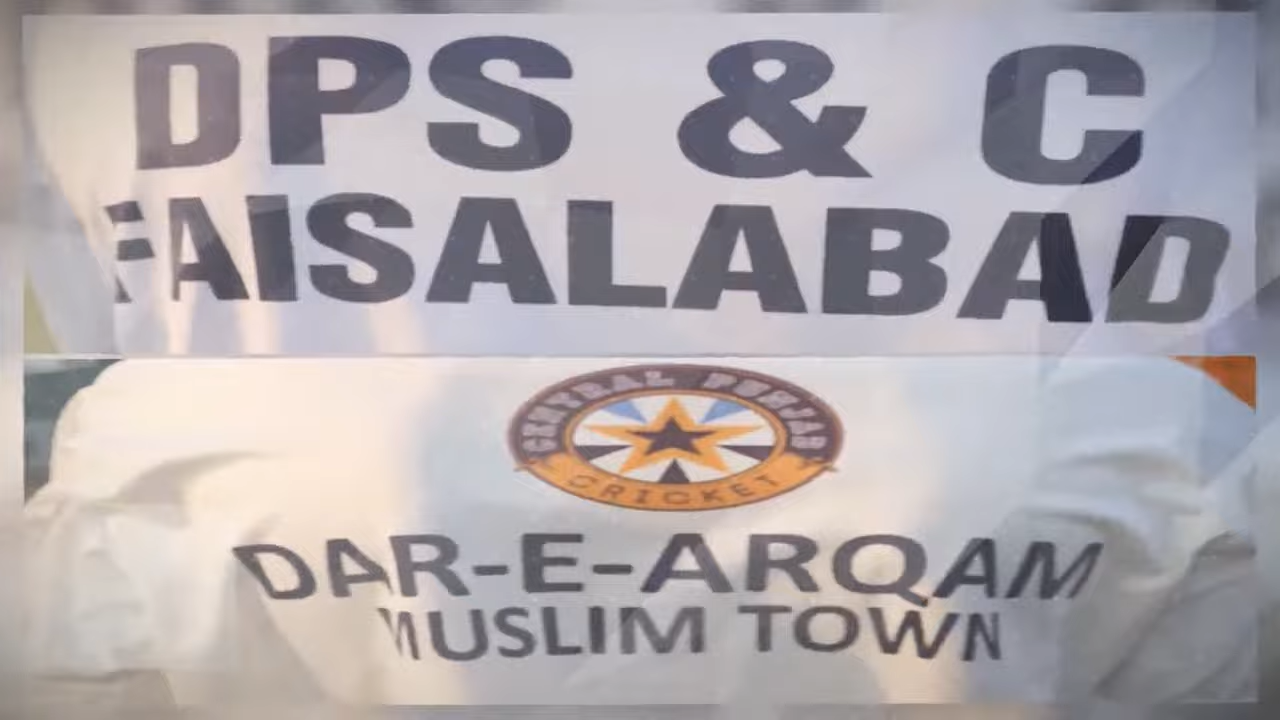 DPS & C
FAISALABAD
CENTRAL PUNJAB
CRICKET
DAR-E-ARQAM
MUSLIM TOWN